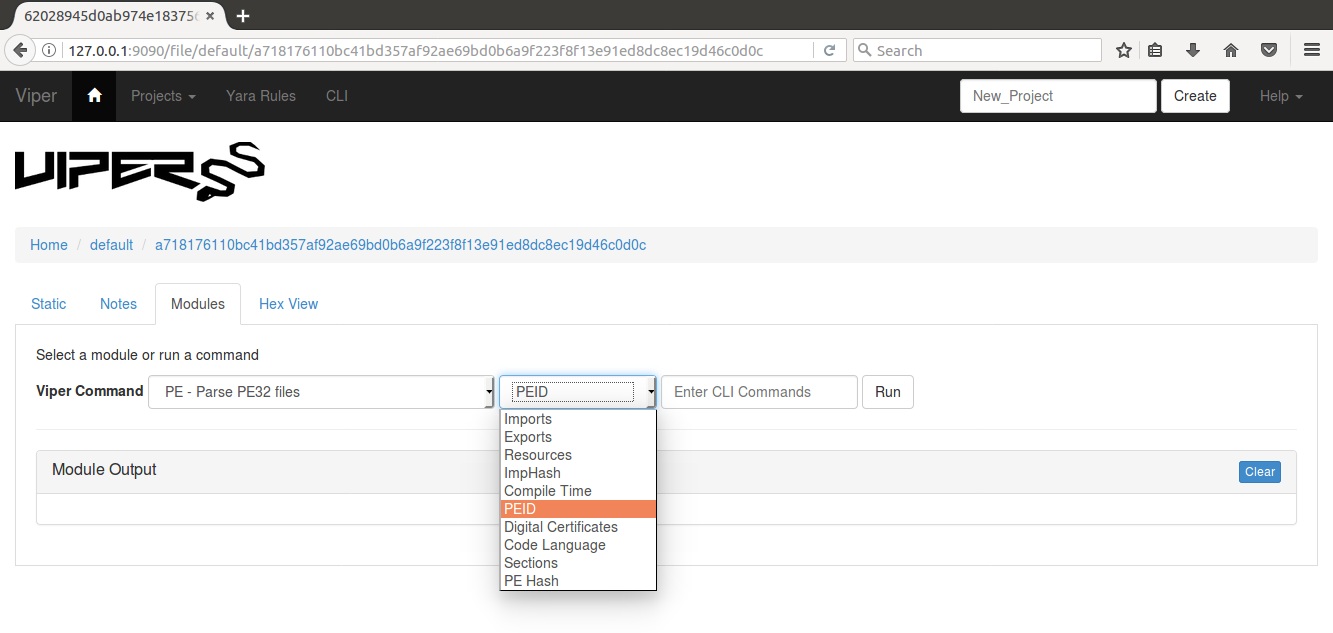 62028945d0ab974e18375
127.0.0.1:9090/file/default/a718176110bc41bd357af92ae69bd0b6a9f223f8f13e91ed8dc8ec19d46c0d0c
Search
Viper Projects Yara Rules CLI New_Project Create Help
VIPER
Home / default / a718176110bc41bd357af92ae69bd0b6a9f223f8f13e91ed8dc8ec19d46c0d0c
Static Notes Modules Hex View
Select a module or run a command
Viper Command PE - Parse PE32 files PEID Enter CLI Commands Run
Imports
Exports
Resources
ImpHash
Compile Time
PEID
Digital Certificates
Code Language
Sections
PE Hash
Module Output Clear